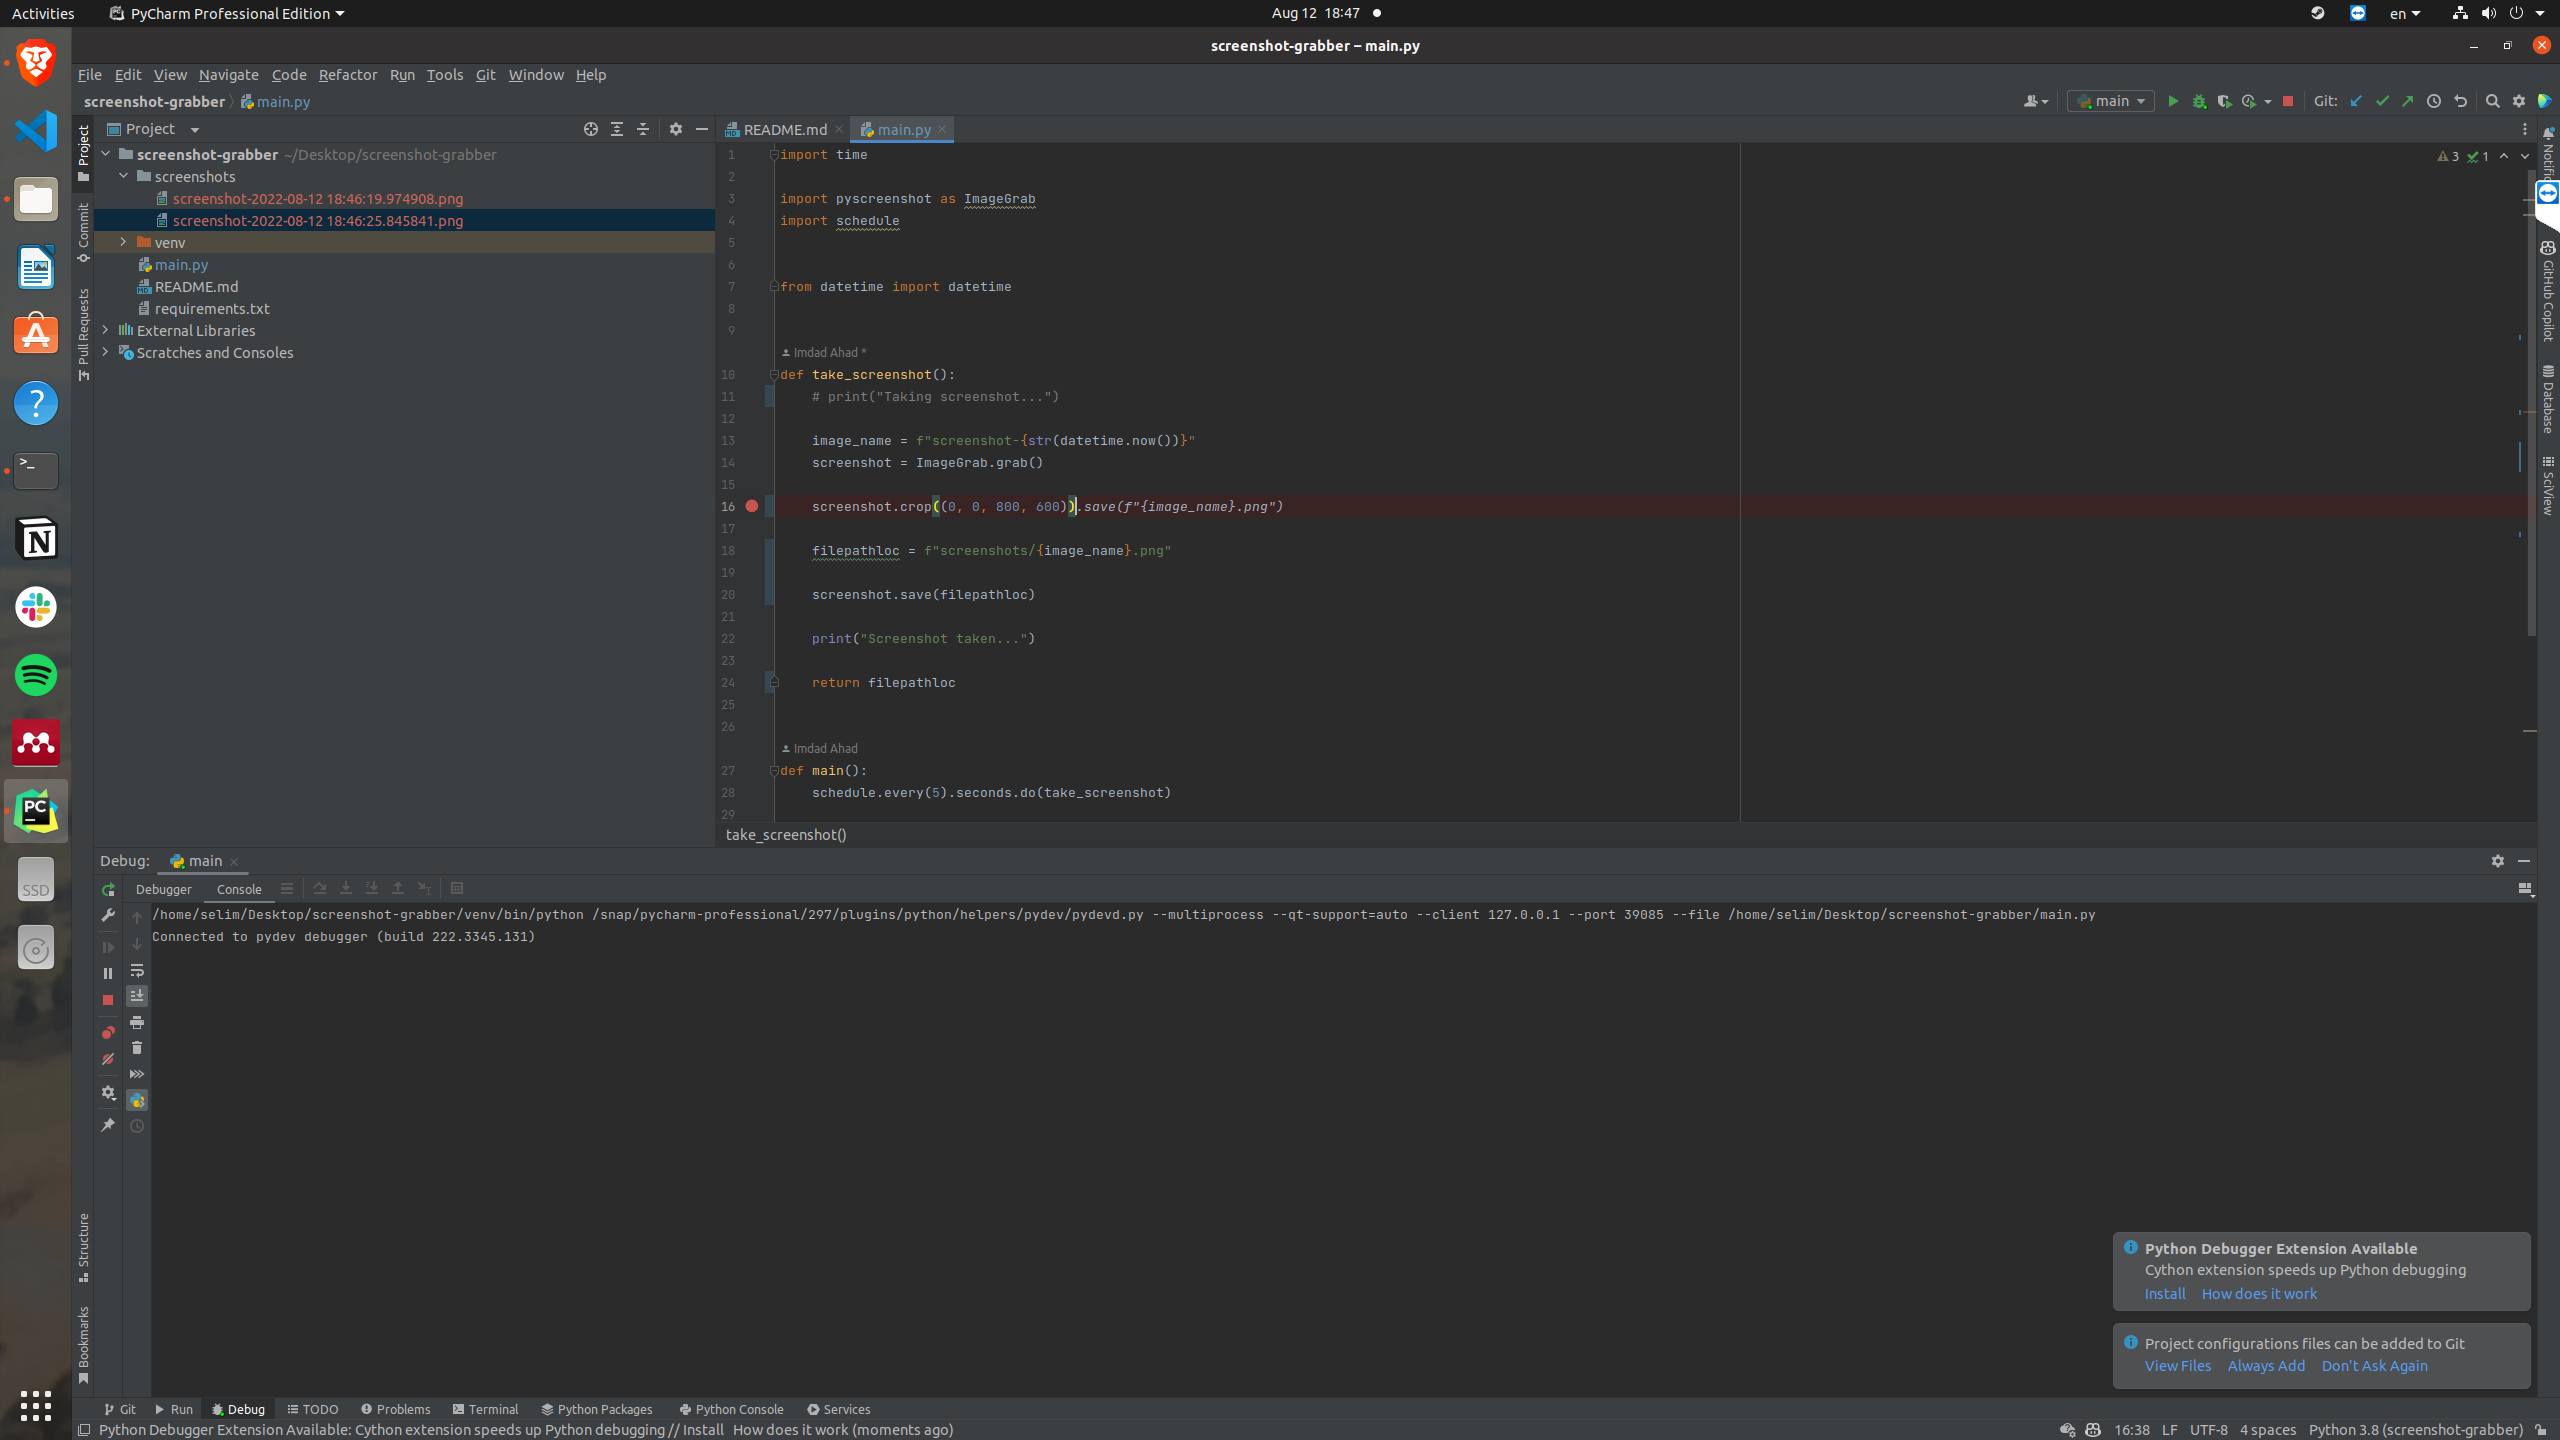 Activities
PyCharm Professional Edition
Aug 12 18:47
en
screenshot-grabber – main.py
File Edit View Navigate Code Refactor Run Tools Git Window Help
screenshot-grabber main.py
main
Git:
Project
README.md
main.py
screenshot-grabber ~/Desktop/screenshot-grabber
screenshots
screenshot-2022-08-12 18:46:19.974908.png
screenshot-2022-08-12 18:46:25.845841.png
venv
main.py
README.md
requirements.txt
External Libraries
Scratches and Consoles
Project
Commit
Pull Requests
3 1
1 import time
2
3 import pyscreenshot as ImageGrab
4 import schedule
5
6
7 from datetime import datetime
8
9
Imdad Ahad *
10 def take_screenshot():
11 # print("Taking screenshot...")
12
13 image_name = f"screenshot-{str(datetime.now())}"
14 screenshot = ImageGrab.grab()
15
16 screenshot.crop((0, 0, 800, 600)).save(f"{image_name}.png")
17
18 filepathloc = f"screenshots/{image_name}.png"
19
20 screenshot.save(filepathloc)
21
22 print("Screenshot taken...")
23
24 return filepathloc
25
26
Imdad Ahad
27 def main():
28 schedule.every(5).seconds.do(take_screenshot)
29
take_screenshot()
Notific
GitHub Copilot
Database
SciView
Debug: main
Debugger Console
/home/selim/Desktop/screenshot-grabber/venv/bin/python /snap/pycharm-professional/297/plugins/python/helpers/pydev/pydevd.py --multiprocess --qt-support=auto --client 127.0.0.1 --port 39085 --file /home/selim/Desktop/screenshot-grabber/main.py
Connected to pydev debugger (build 222.3345.131)
SSD
PC
Structure
Bookmarks
Python Debugger Extension Available
Cython extension speeds up Python debugging
Install How does it work
Project configurations files can be added to Git
View Files Always Add Don't Ask Again
Git Run Debug TODO Problems Terminal Python Packages Python Console Services
Python Debugger Extension Available: Cython extension speeds up Python debugging // Install How does it work (moments ago)
16:38 LF UTF-8 4 spaces Python 3.8 (screenshot-grabber)